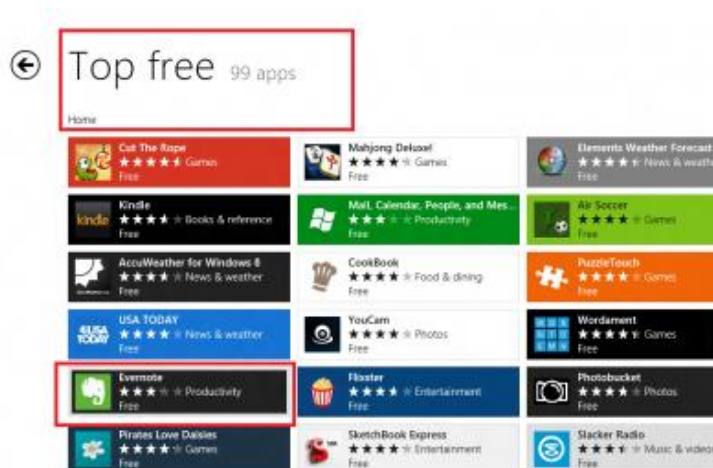 Top free 99 apps
Home
Cut The Rope
Games
Free
Kindle
kindle
Books & reference
Free
AccuWeather for Windows 8
News & weather
Free
USA TODAY
USA TODAY
News & weather
Free
Evernote
Productivity
Free
Pirates Love Daisies
Games
Free
Mahjong Deluxe!
Games
Free
Mail, Calendar, People, and Mes...
Productivity
Free
CookBook
Food & dining
Free
YouCam
Photos
Free
Flixster
Entertainment
Free
SketchBook Express
Entertainment
Free
Elements Weather Forecast
News & weathe
Free
Air Soccer
Games
Free
PuzzleTouch
Games
Free
Wordament
Games
Free
Photobucket
Photos
Free
Slacker Radio
Music & videos
Free